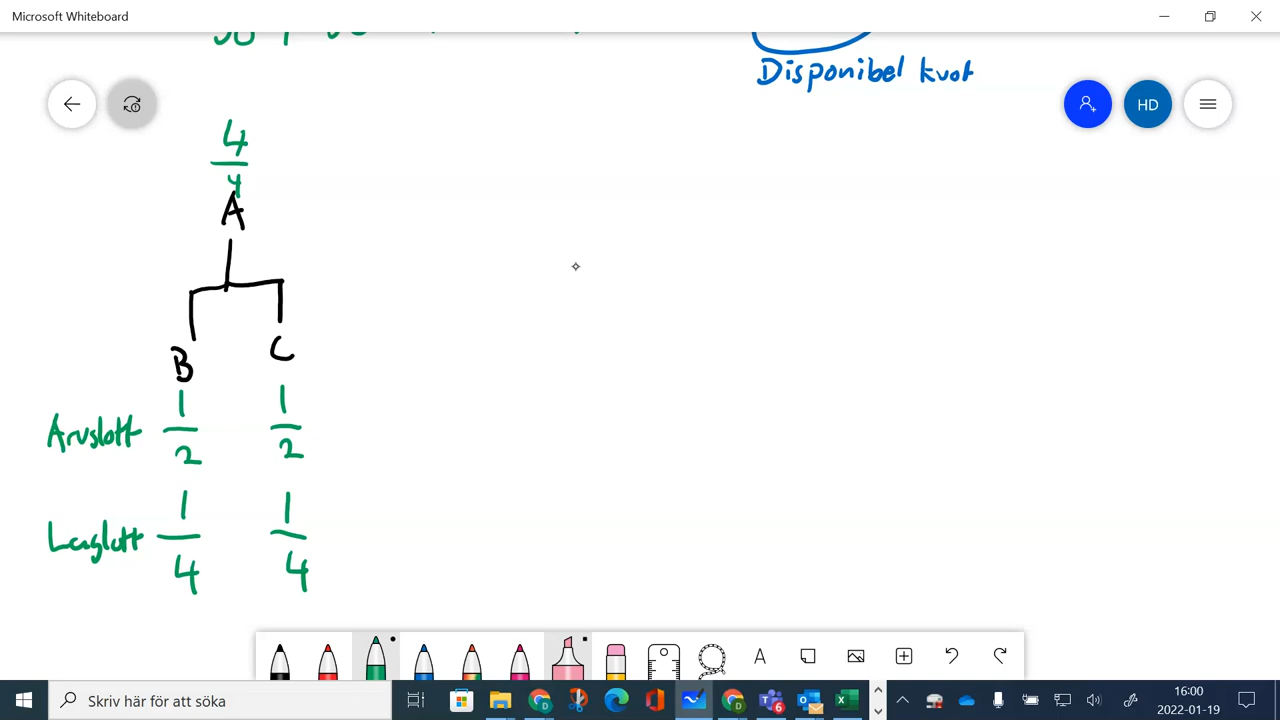 Microsoft Whiteboard
Disponibel kvot
HD
4
4
A
B C
1 1
Arvslott
2 2
1 1
Laglott
4 4
A
Skriv här för att söka
6
16:00
2022-01-19